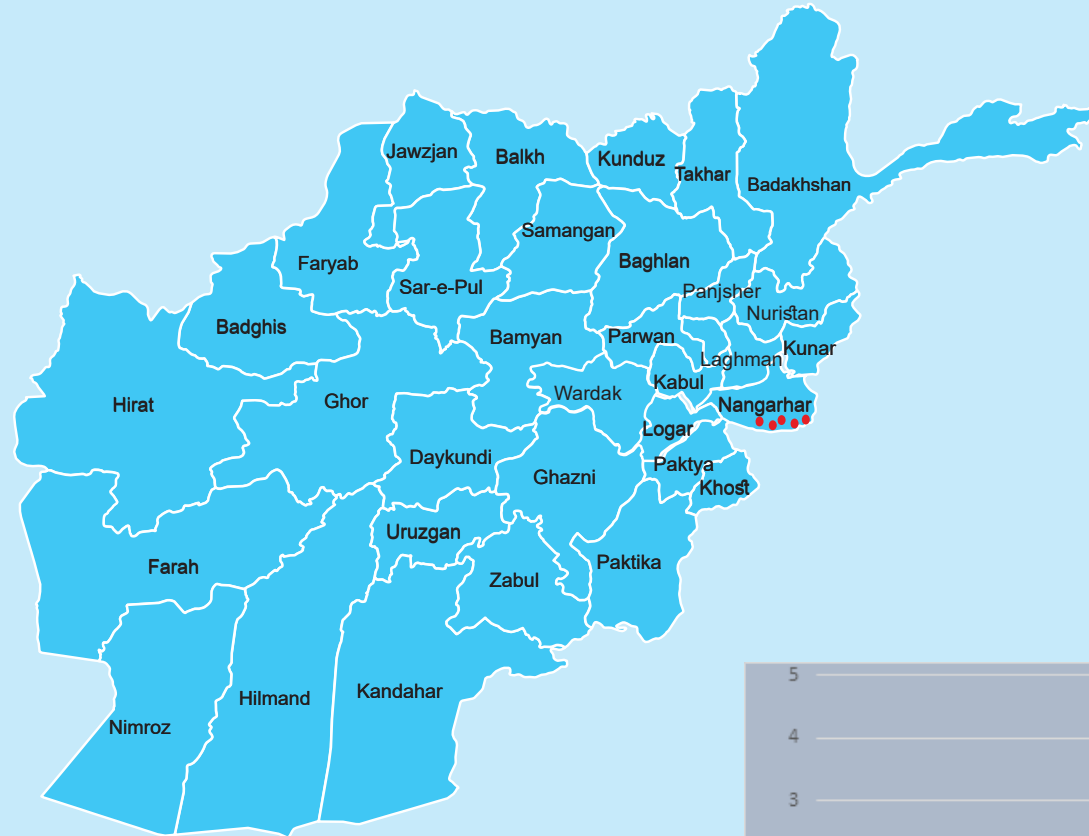 Jawzjan
Balkh
Kunduz
Takhar
Badakhshan
Samangan
Faryab
Baghlan
Sar-e-Pul
Panjsher
Nuristan
Badghis
Bamyan
Parwan
Laghman
Kunar
Kabul
Wardak
Hirat
Ghor
Nangarhar
Logar
Daykundi
Paktya
Ghazni
Khost
Uruzgan
Farah
Paktika
Zabul
Kandahar
Hilmand
Nimroz
5
4
3